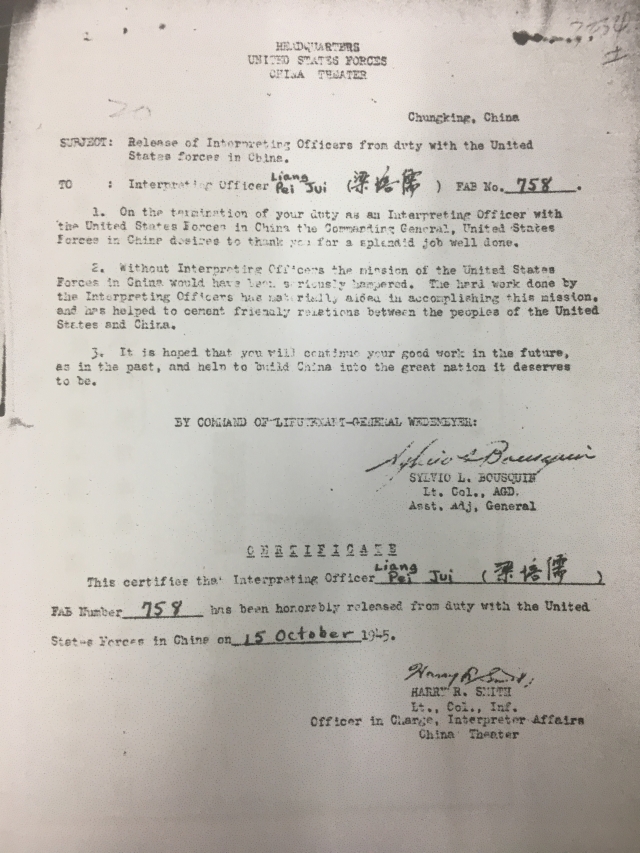 HEADQUARTERS
UNITED STATES FORCES
CHINA THEATER
Chungking, China
SUBJECT: Release of Interpreting Officers from duty with the United
States forces in China.
TO : Interpreting Officer Liang Pei Jui (梁培儒) FAB No. 758.
1. On the termination of your duty as an Interpreting Officer with
the United States Forces in China the Commanding General, United States
Forces in China desires to thank you for a splendid job well done.
2. Without Interpreting Officers the mission of the United States
Forces in China would have been seriously hampered. The hard work done by
the Interpreting Officers has materially aided in accomplishing this mission.
and has helped to cement friendly relations between the peoples of the United
States and China.
3. It is hoped that you will continue your good work in the future,
as in the past, and help to build China into the great nation it deserves
to be.
BY COMMAND OF LIEUTENANT-GENERAL WEDEMEYER:
Sylvio L Bousquin
SYLVIO L. BOUSQUIN
Lt. Col., AGD.
Asst. Adj, General
CERTIFICATE
This certifies that Interpreting Officer Liang Pei Jui (梁培儒)
FAB Number 758 has been honorably released from duty with the United
States Forces in China on 15 October 1945.
Harry R. Smith
HARRY R. SMITH
Lt., Col., Inf.
Officer in Charge, Interpreter Affairs
China Theater